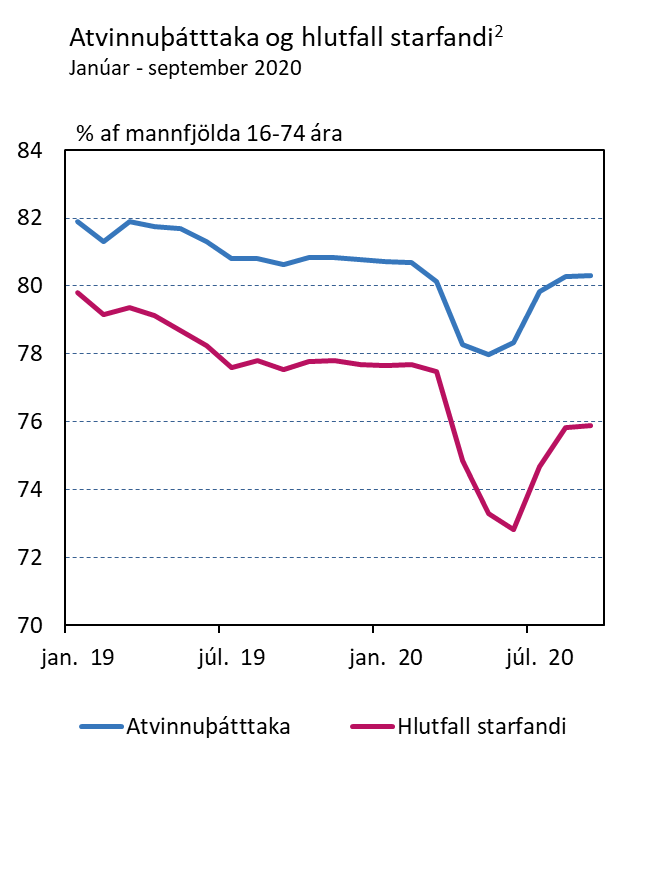 Atvinnuþátttaka og hlutfall starfandi2
Janúar - september 2020
% af mannfjölda 16-74 ára
84
82
80
78
76
74
72
70
jan. 19
júl. 19
jan. 20
júl. 20
Atvinnuþátttaka
Hlutfall starfandi